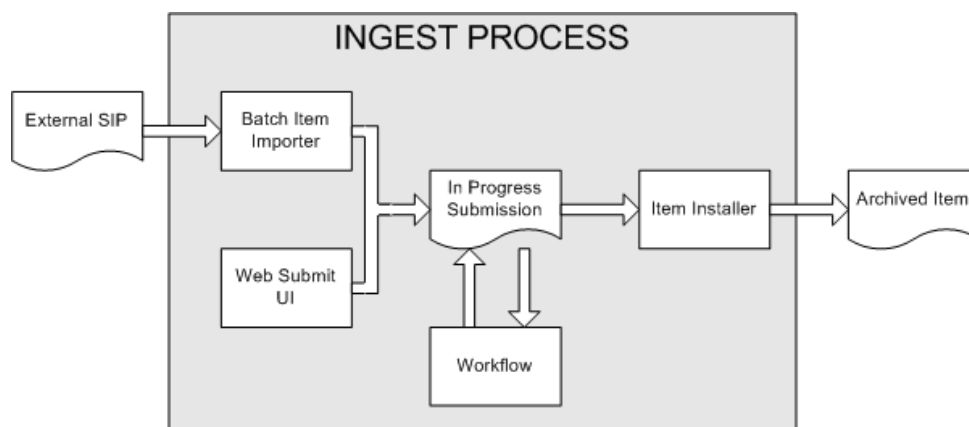 INGEST PROCESS
External SIP
Batch Item
Importer
In Progress
Submission
Item Installer
Archived Item
Web Submit
UI
Workflow